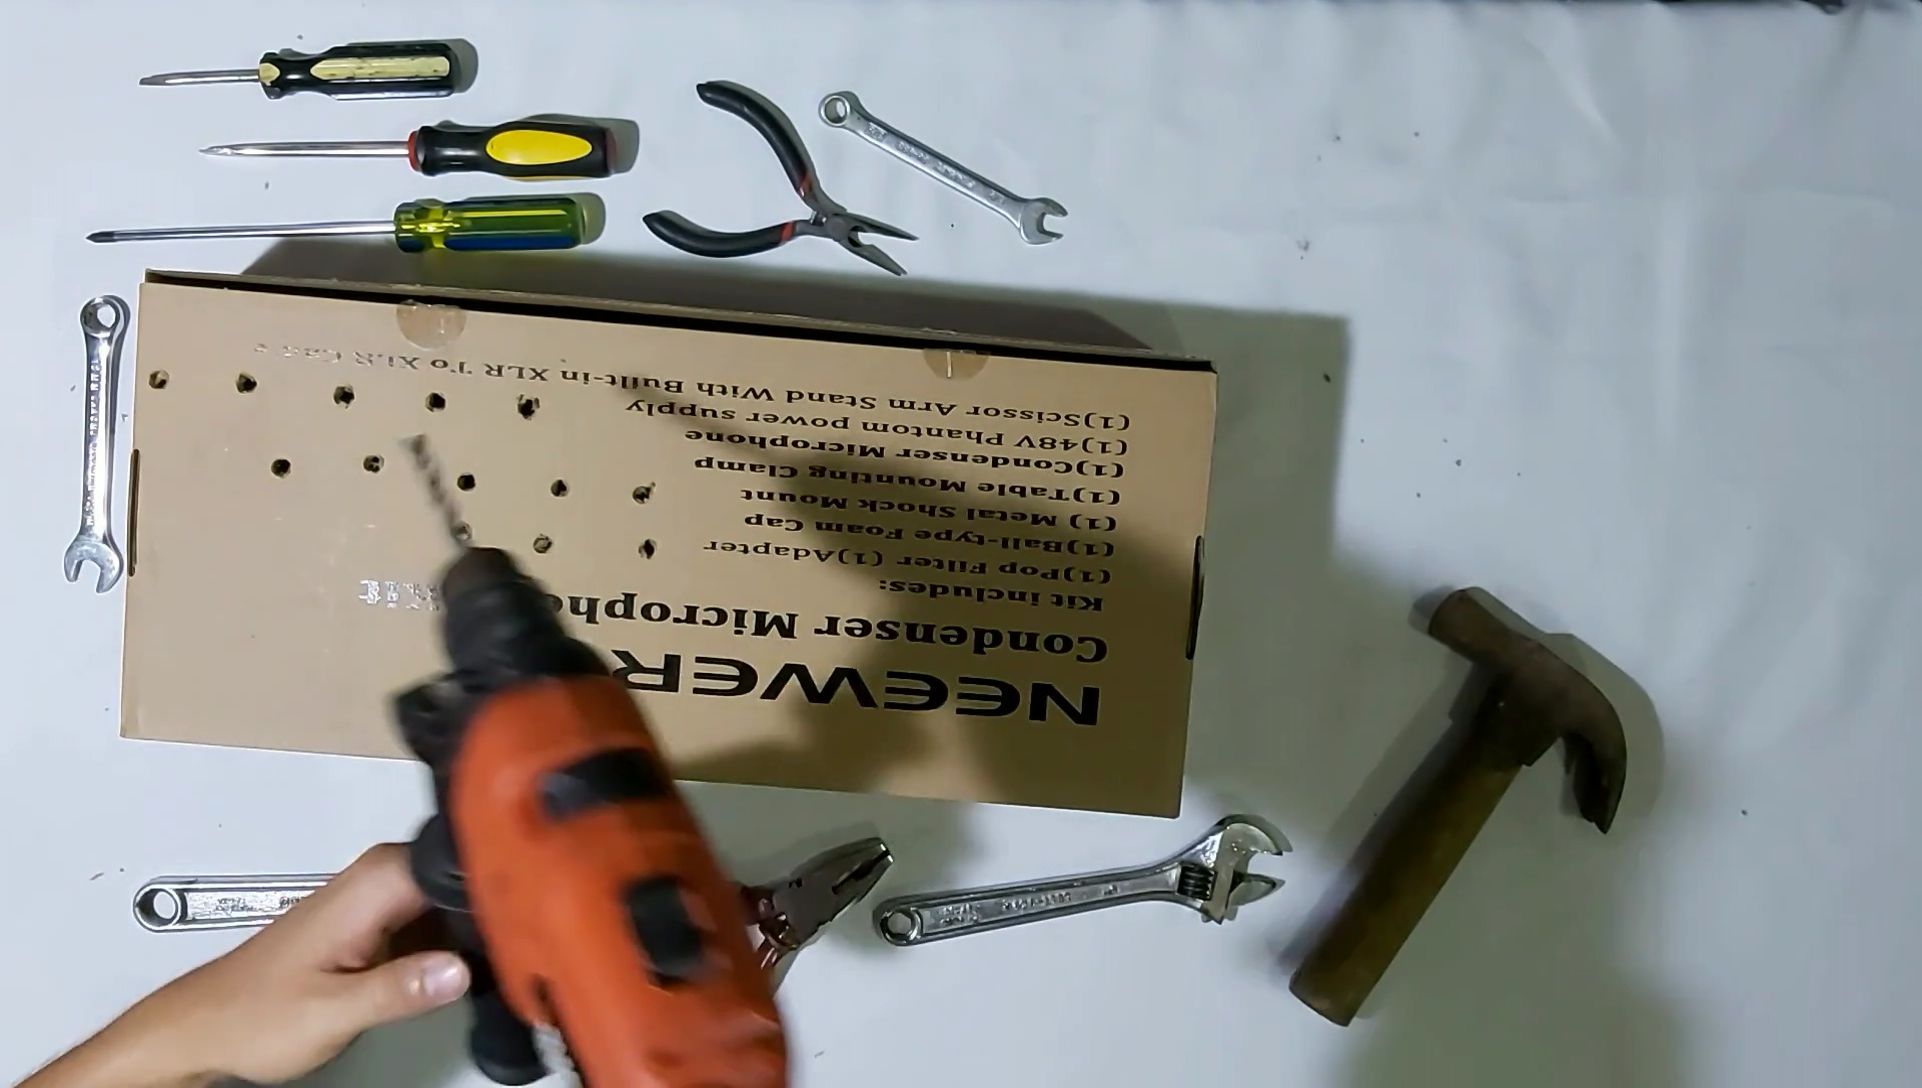 NEEWER
Condenser Microphone
Kit includes:
(1)Pop Filter (1)Adapter
(1)Ball-type Foam Cap
(1) Metal Shock Mount
(1)Table Mounting Clamp
(1)Condenser Microphone
(1)48V Phantom power supply
(1)Scissor Arm Stand With Built-in XLR To XLR Cable